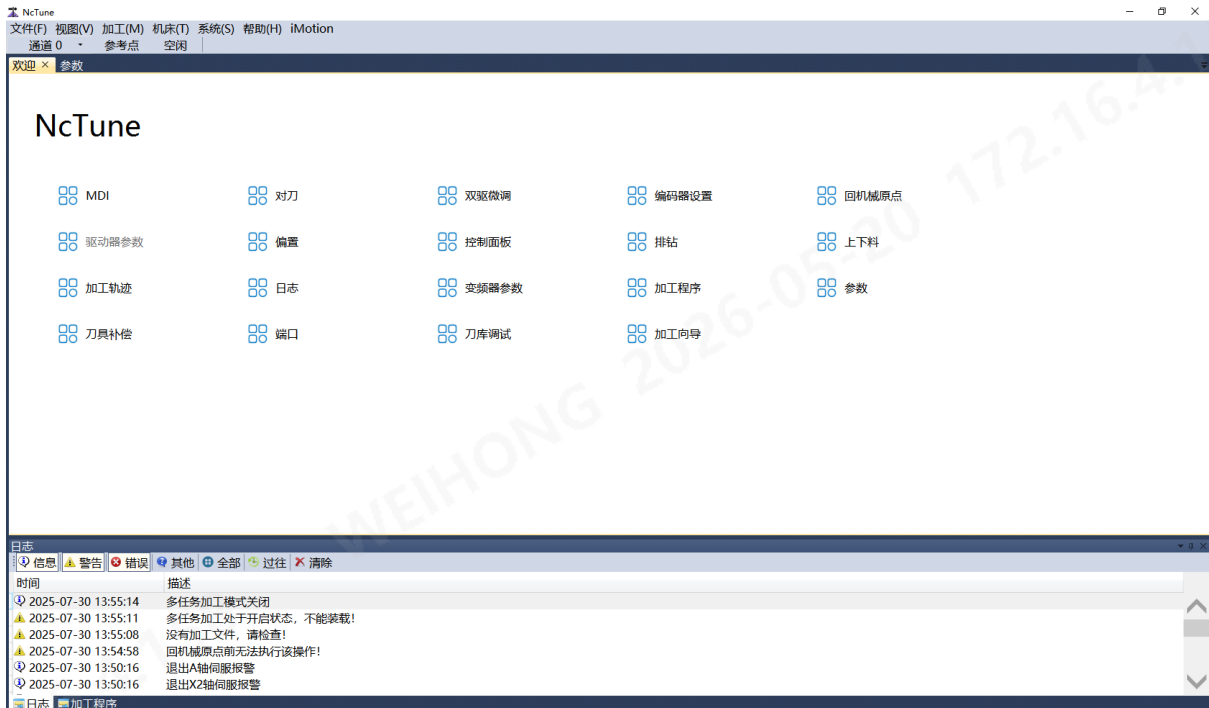 NcTune
文件(F) 视图(V) 加工(M) 机床(T) 系统(S) 帮助(H) iMotion
通道 0 参考点 空闲
欢迎 × 参数
NcTune
MDI 对刀 双驱微调 编码器设置 回机械原点
驱动器参数 偏置 控制面板 排钻 上下料
加工轨迹 日志 变频器参数 加工程序 参数
刀具补偿 端口 刀库调试 加工向导
WEIHONG 2026-05-20 172.16.4.1
日志
信息 警告 错误 其他 全部 过往 清除
时间 描述
2025-07-30 13:55:14 多任务加工模式关闭
2025-07-30 13:55:11 多任务加工处于开启状态，不能装载!
2025-07-30 13:55:08 没有加工文件，请检查!
2025-07-30 13:54:58 回机械原点前无法执行该操作!
2025-07-30 13:50:16 退出A轴伺服报警
2025-07-30 13:50:16 退出X2轴伺服报警
日志 加工程序